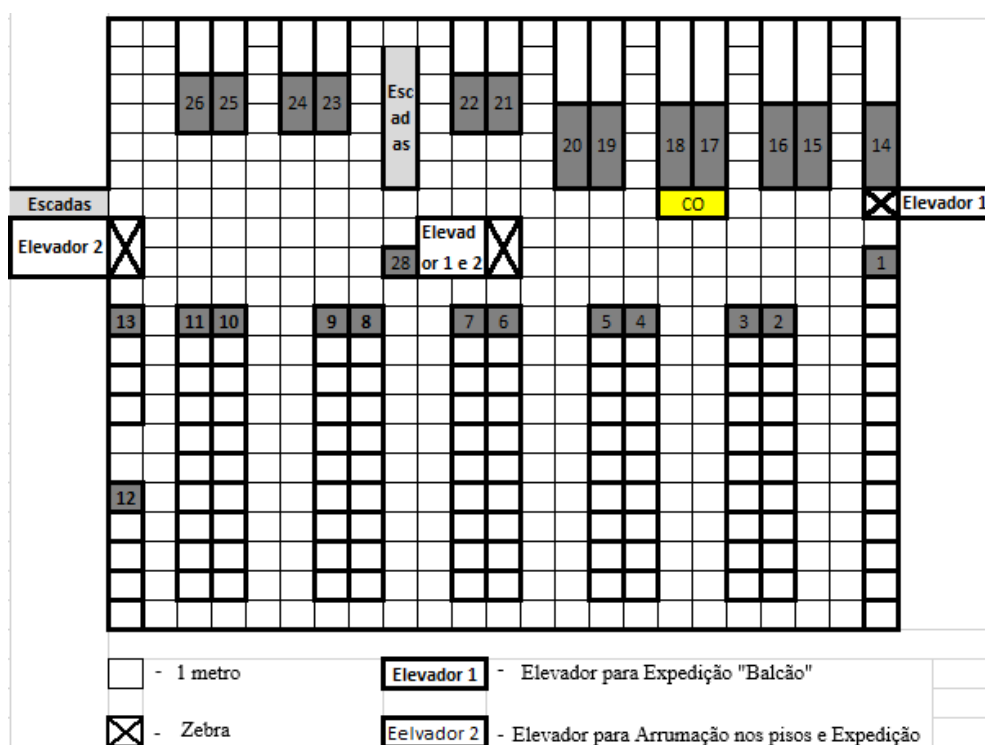 26 25 24 23 Esc ad as 22 21
20 19 18 17 16 15 14
Escadas CO Elevador 1
Elevador 2 28 Elevad or 1 e 2 1
13 11 10 9 8 7 6 5 4 3 2
12
- 1 metro Elevador 1 - Elevador para Expedição "Balcão"
- Zebra Eelvador 2 - Elevador para Arrumação nos pisos e Expedição